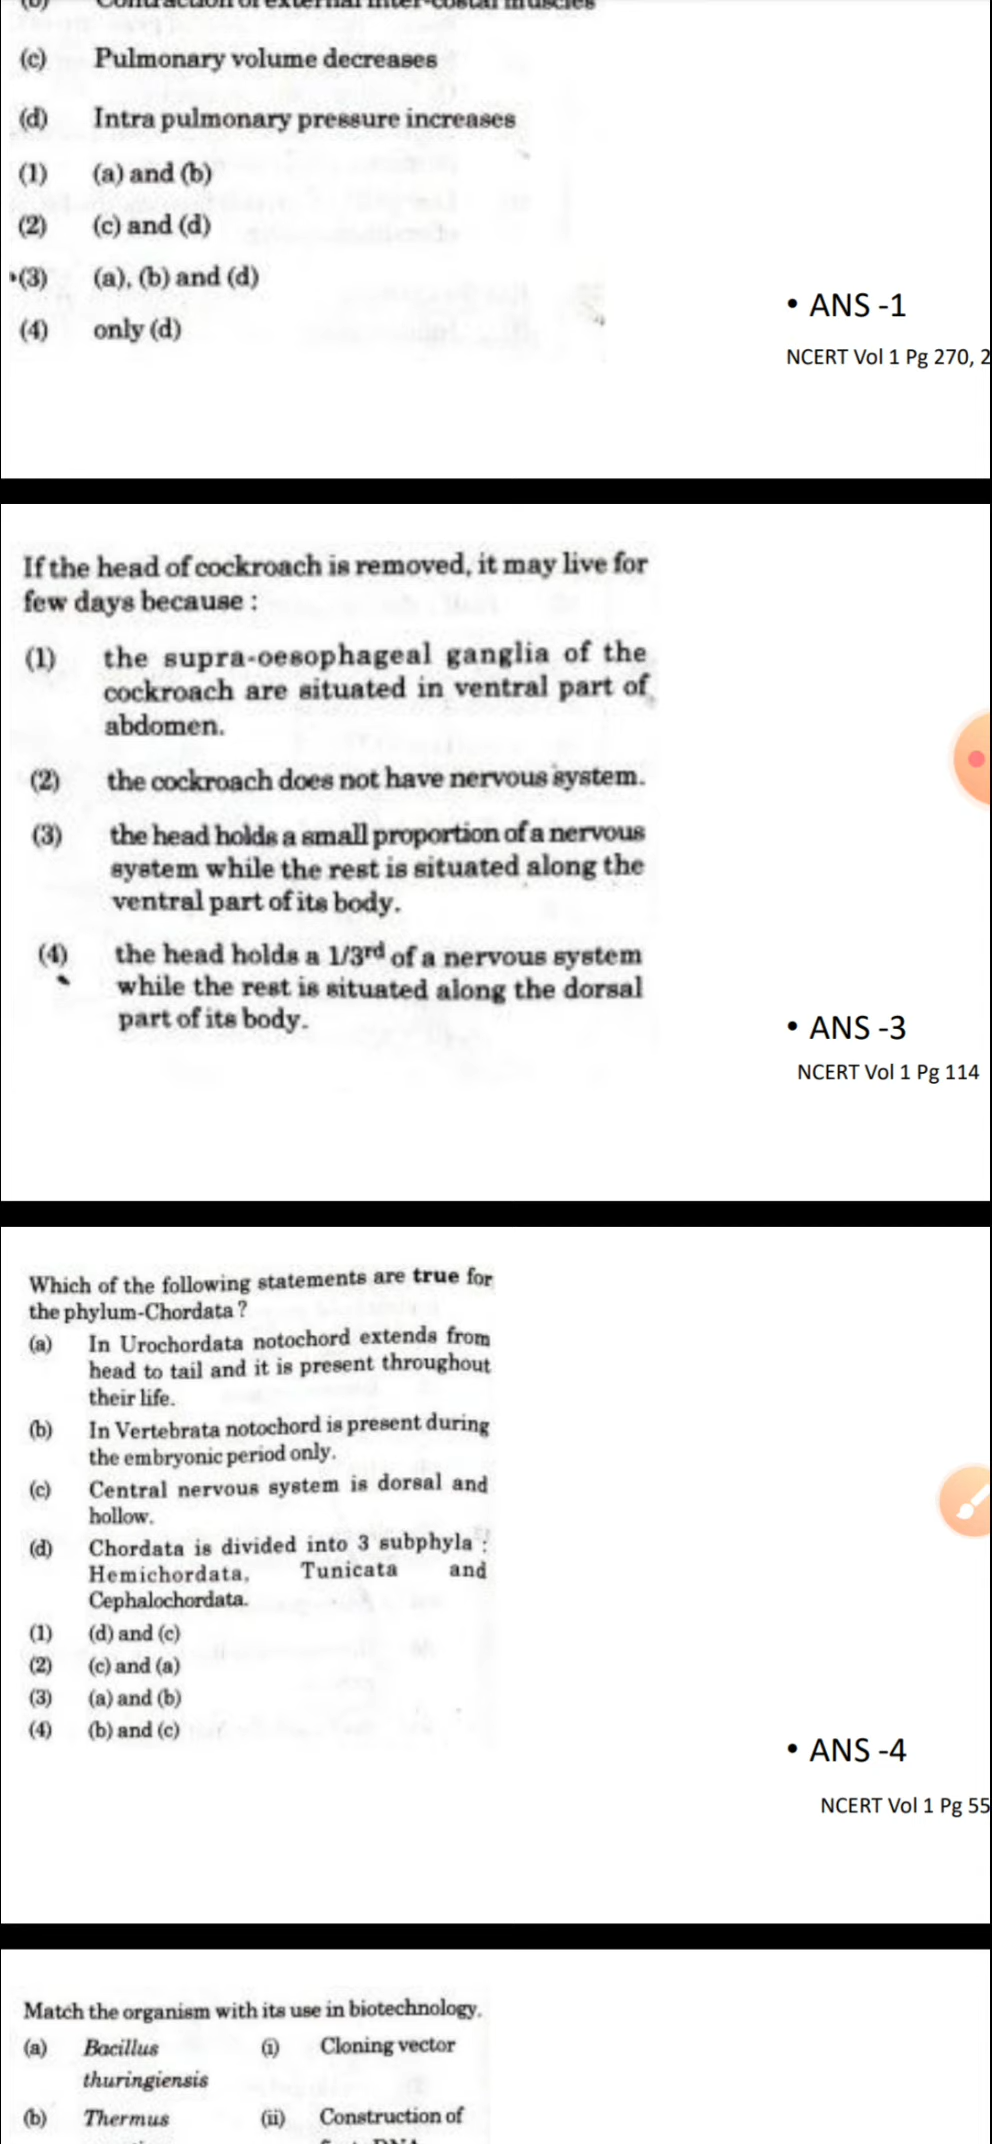 (b) Contraction of external inter-costal muscles
(c) Pulmonary volume decreases
(d) Intra pulmonary pressure increases
(1) (a) and (b)
(2) (c) and (d)
(3) (a), (b) and (d)
(4) only (d)
• ANS -1
NCERT Vol 1 Pg 270, 2
If the head of cockroach is removed, it may live for
few days because :
(1) the supra-oesophageal ganglia of the
cockroach are situated in ventral part of
abdomen.
(2) the cockroach does not have nervous system.
(3) the head holds a small proportion of a nervous
system while the rest is situated along the
ventral part of its body.
(4) the head holds a 1/3rd of a nervous system
while the rest is situated along the dorsal
part of its body.
• ANS -3
NCERT Vol 1 Pg 114
Which of the following statements are true for
the phylum-Chordata ?
(a) In Urochordata notochord extends from
head to tail and it is present throughout
their life.
(b) In Vertebrata notochord is present during
the embryonic period only.
(c) Central nervous system is dorsal and
hollow.
(d) Chordata is divided into 3 subphyla :
Hemichordata, Tunicata and
Cephalochordata.
(1) (d) and (c)
(2) (c) and (a)
(3) (a) and (b)
(4) (b) and (c)
• ANS -4
NCERT Vol 1 Pg 55
Match the organism with its use in biotechnology.
(a) Bacillus (i) Cloning vector
thuringiensis
(b) Thermus (ii) Construction of